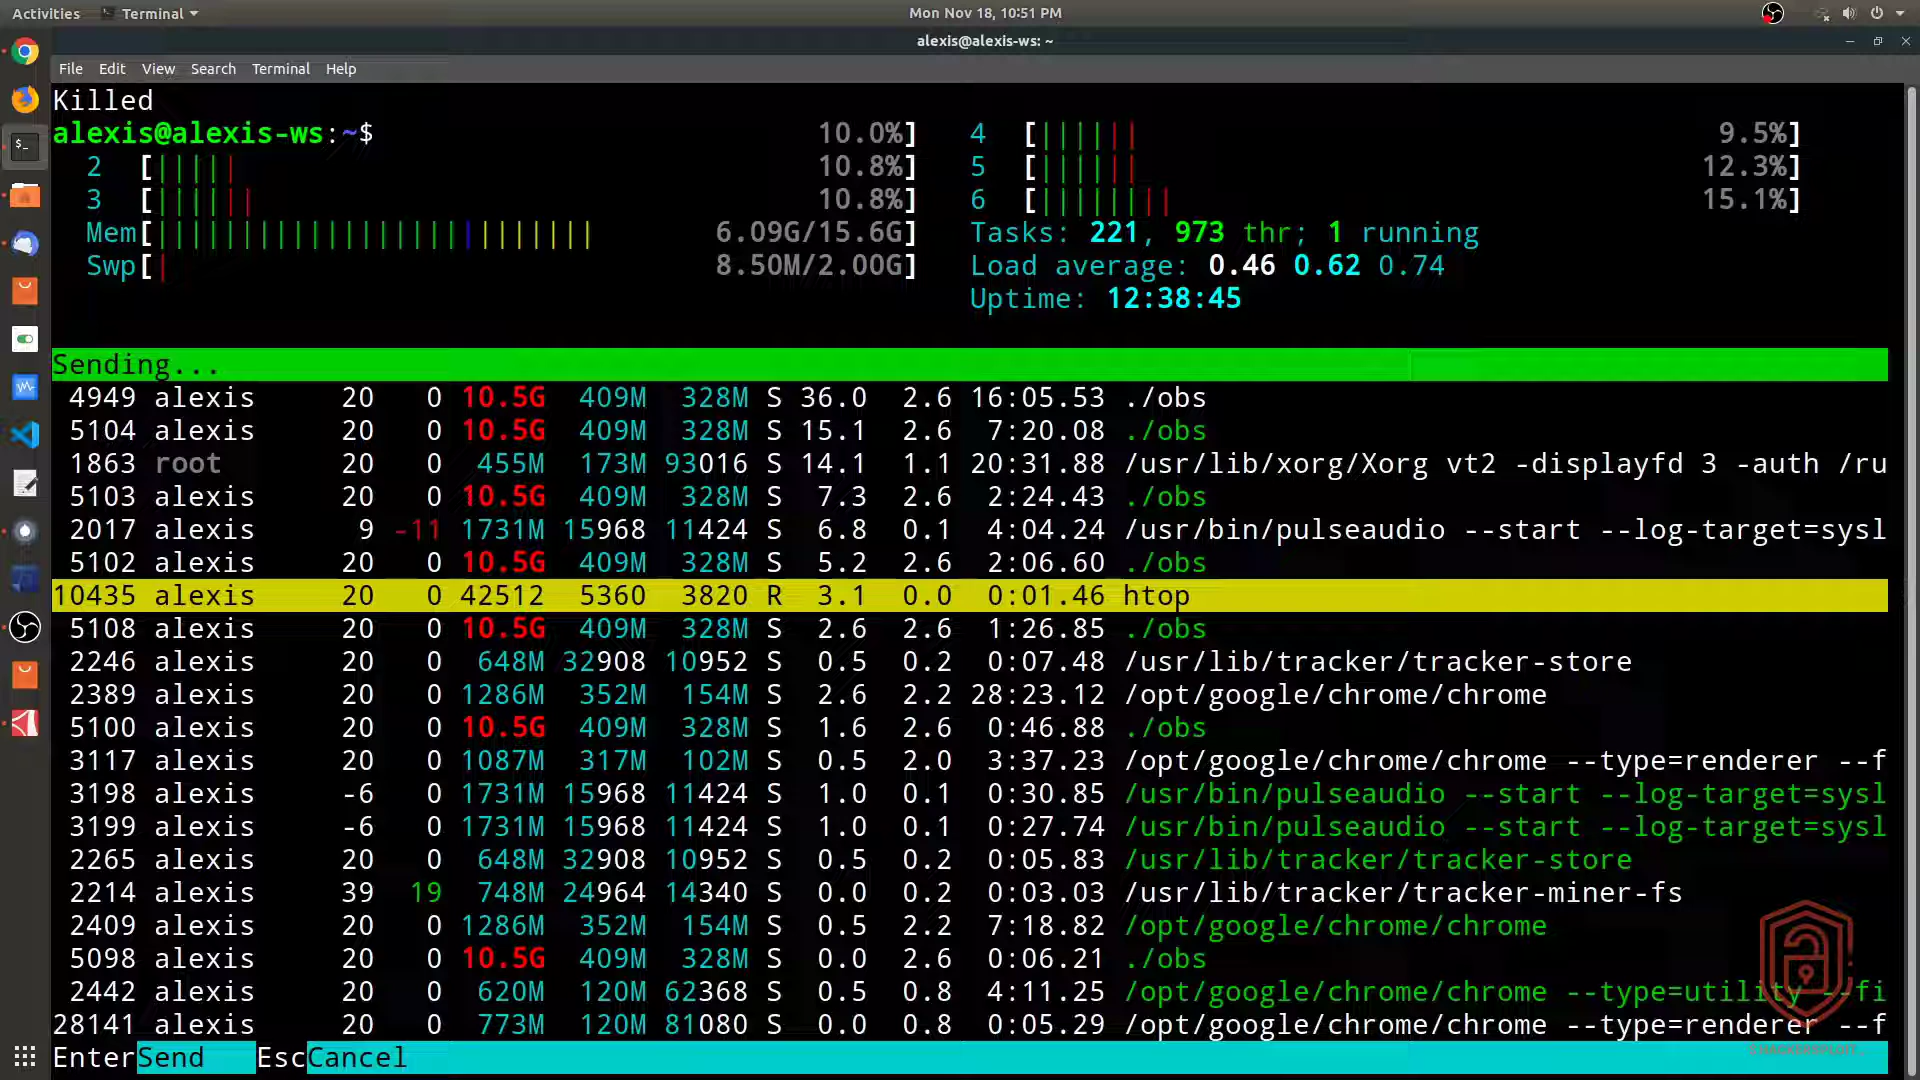 Activities Terminal Mon Nov 18, 10:51 PM
alexis@alexis-ws: ~
File Edit View Search Terminal Help
Killed
alexis@alexis-ws:~$ 10.0%] 4 [||||||| 9.5%]
2 [||||| 10.8%] 5 [|||||| 12.3%]
3 [|||||| 10.8%] 6 [|||||||| 15.1%]
Mem[|||||||||||||||||||||||||| 6.09G/15.6G] Tasks: 221, 973 thr; 1 running
Swp[| 8.50M/2.00G] Load average: 0.46 0.62 0.74
Uptime: 12:38:45
Sending...
4949 alexis 20 0 10.5G 409M 328M S 36.0 2.6 16:05.53 ./obs
5104 alexis 20 0 10.5G 409M 328M S 15.1 2.6 7:20.08 ./obs
1863 root 20 0 455M 173M 93016 S 14.1 1.1 20:31.88 /usr/lib/xorg/Xorg vt2 -displayfd 3 -auth /ru
5103 alexis 20 0 10.5G 409M 328M S 7.3 2.6 2:24.43 ./obs
2017 alexis 9 -11 1731M 15968 11424 S 6.8 0.1 4:04.24 /usr/bin/pulseaudio --start --log-target=sysl
5102 alexis 20 0 10.5G 409M 328M S 5.2 2.6 2:06.60 ./obs
10435 alexis 20 0 42512 5360 3820 R 3.1 0.0 0:01.46 htop
5108 alexis 20 0 10.5G 409M 328M S 2.6 2.6 1:26.85 ./obs
2246 alexis 20 0 648M 32908 10952 S 0.5 0.2 0:07.48 /usr/lib/tracker/tracker-store
2389 alexis 20 0 1286M 352M 154M S 2.6 2.2 28:23.12 /opt/google/chrome/chrome
5100 alexis 20 0 10.5G 409M 328M S 1.6 2.6 0:46.88 ./obs
3117 alexis 20 0 1087M 317M 102M S 0.5 2.0 3:37.23 /opt/google/chrome/chrome --type=renderer --f
3198 alexis -6 0 1731M 15968 11424 S 1.0 0.1 0:30.85 /usr/bin/pulseaudio --start --log-target=sysl
3199 alexis -6 0 1731M 15968 11424 S 1.0 0.1 0:27.74 /usr/bin/pulseaudio --start --log-target=sysl
2265 alexis 20 0 648M 32908 10952 S 0.5 0.2 0:05.83 /usr/lib/tracker/tracker-store
2214 alexis 39 19 748M 24964 14340 S 0.0 0.2 0:03.03 /usr/lib/tracker/tracker-miner-fs
2409 alexis 20 0 1286M 352M 154M S 0.5 2.2 7:18.82 /opt/google/chrome/chrome
5098 alexis 20 0 10.5G 409M 328M S 0.0 2.6 0:06.21 ./obs
2442 alexis 20 0 620M 120M 62368 S 0.5 0.8 4:11.25 /opt/google/chrome/chrome --type=utility --fi
28141 alexis 20 0 773M 120M 81080 S 0.0 0.8 0:05.29 /opt/google/chrome/chrome --type=renderer --f
EnterSend EscCancel